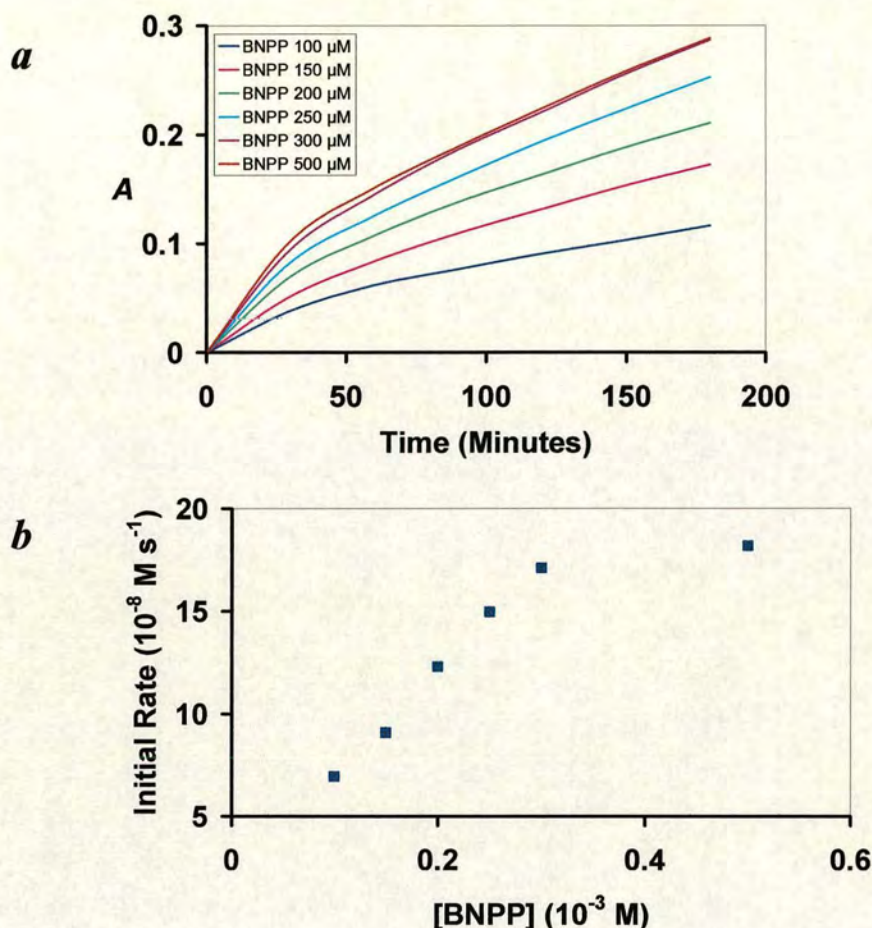 a
0.3
0.2
0.1
0
A
BNPP 100 µM
BNPP 150 µM
BNPP 200 µM
BNPP 250 µM
BNPP 300 µM
BNPP 500 µM
0 50 100 150 200
Time (Minutes)
b
20
15
10
5
Initial Rate (10⁻⁸ M s⁻¹)
0 0.2 0.4 0.6
[BNPP] (10⁻³ M)